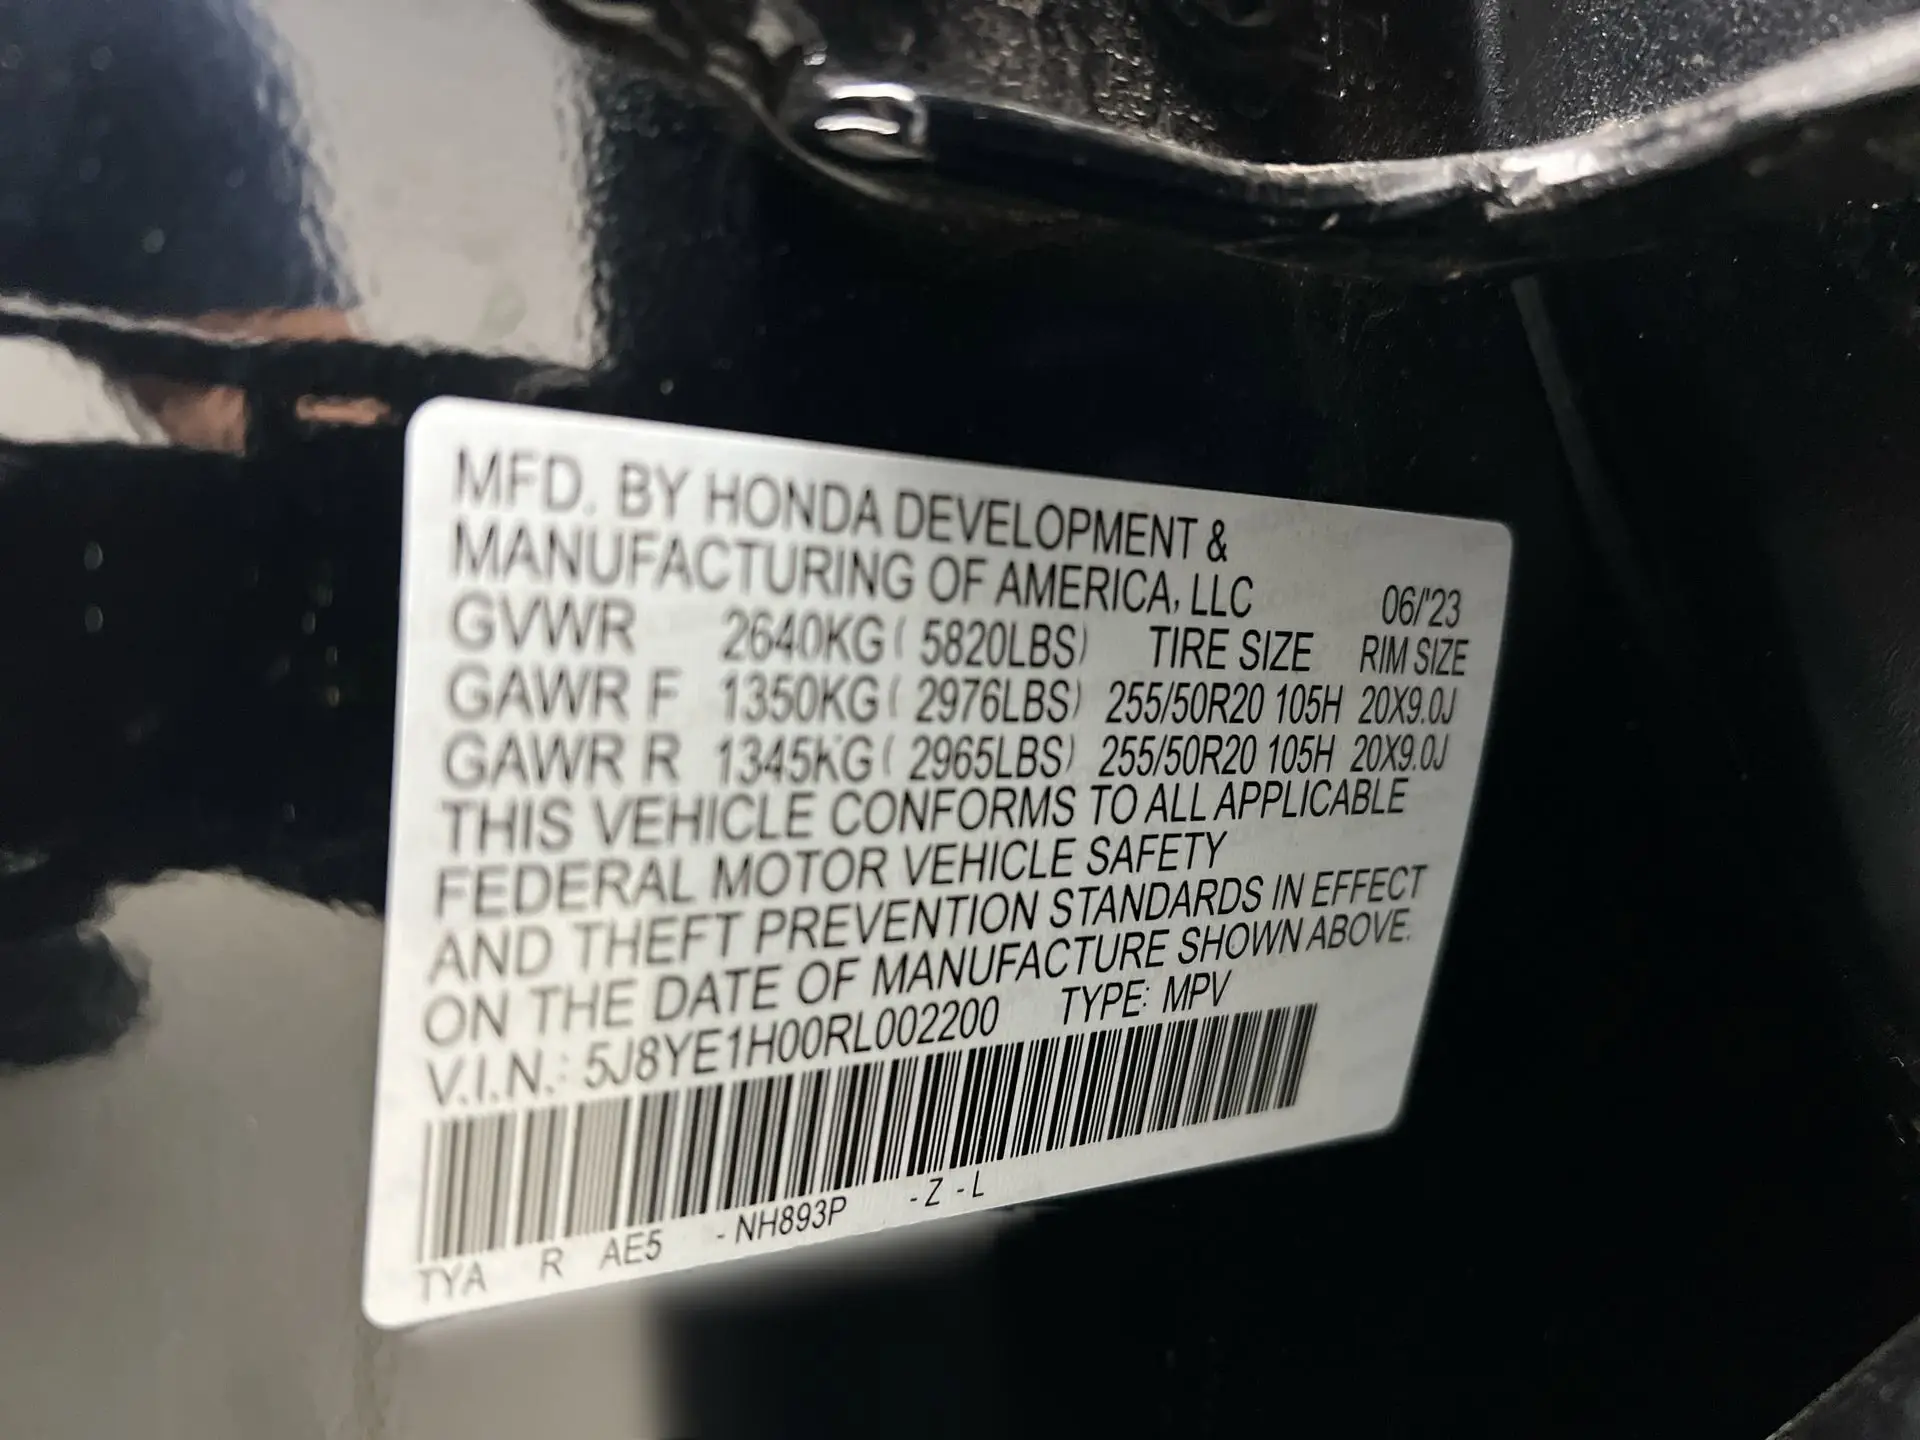 MFD. BY HONDA DEVELOPMENT &
MANUFACTURING OF AMERICA, LLC 06/'23
GVWR 2640KG ( 5820LBS) TIRE SIZE RIM SIZE
GAWR F 1350KG ( 2976LBS) 255/50R20 105H 20X9.0J
GAWR R 1345KG ( 2965LBS) 255/50R20 105H 20X9.0J
THIS VEHICLE CONFORMS TO ALL APPLICABLE
FEDERAL MOTOR VEHICLE SAFETY
AND THEFT PREVENTION STANDARDS IN EFFECT
ON THE DATE OF MANUFACTURE SHOWN ABOVE.
V.I.N.: 5J8YE1H00RL002200 TYPE: MPV
TYA R AE5 -NH893P -Z -L